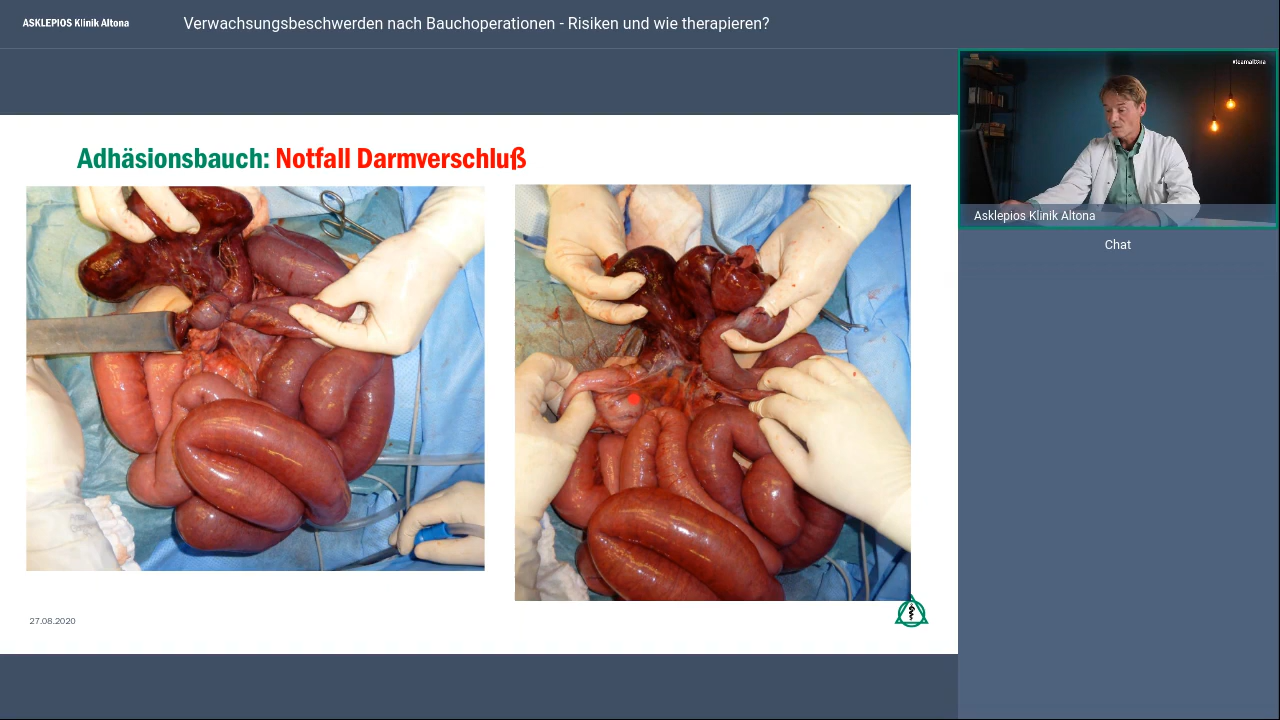 ASKLEPIOS Klinik Altona
Verwachsungsbeschwerden nach Bauchoperationen - Risiken und wie therapieren?
#teamaltona
Adhäsionsbauch: Notfall Darmverschluß
Asklepios Klinik Altona
Chat
27.08.2020